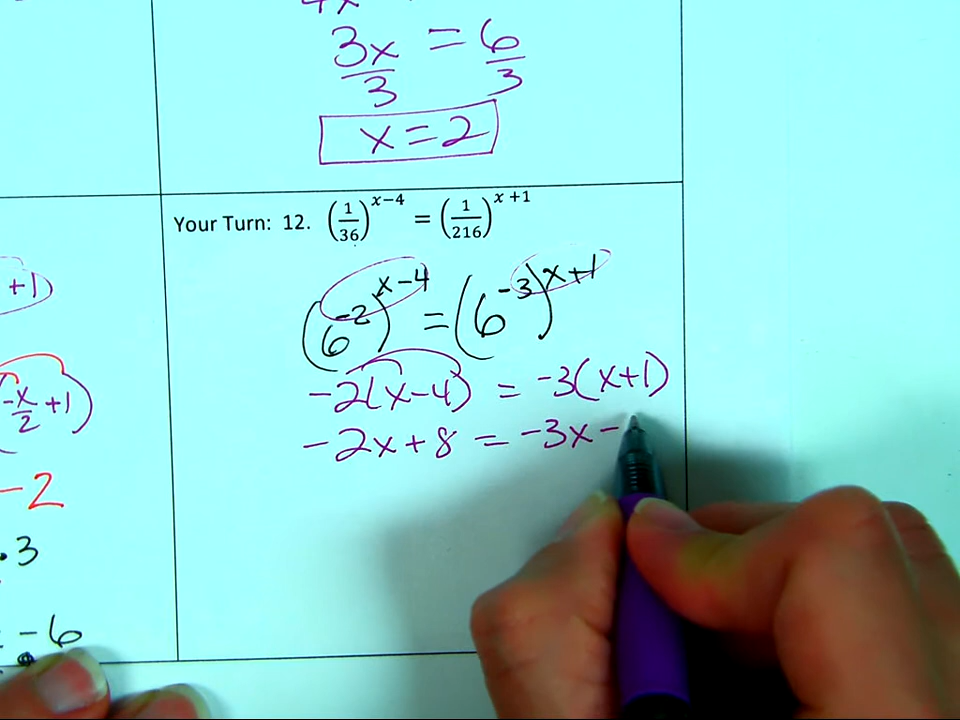 4x
3x/3 = 6/3
x = 2
Your Turn: 12. (1/36)^(x−4) = (1/216)^(x+1)
+1)
(6^-2)^(x-4) = (6^-3)^(x+1)
-x/2 +1)
-2(x-4) = -3(x+1)
-2x+8 = -3x-
-2
·3
-6